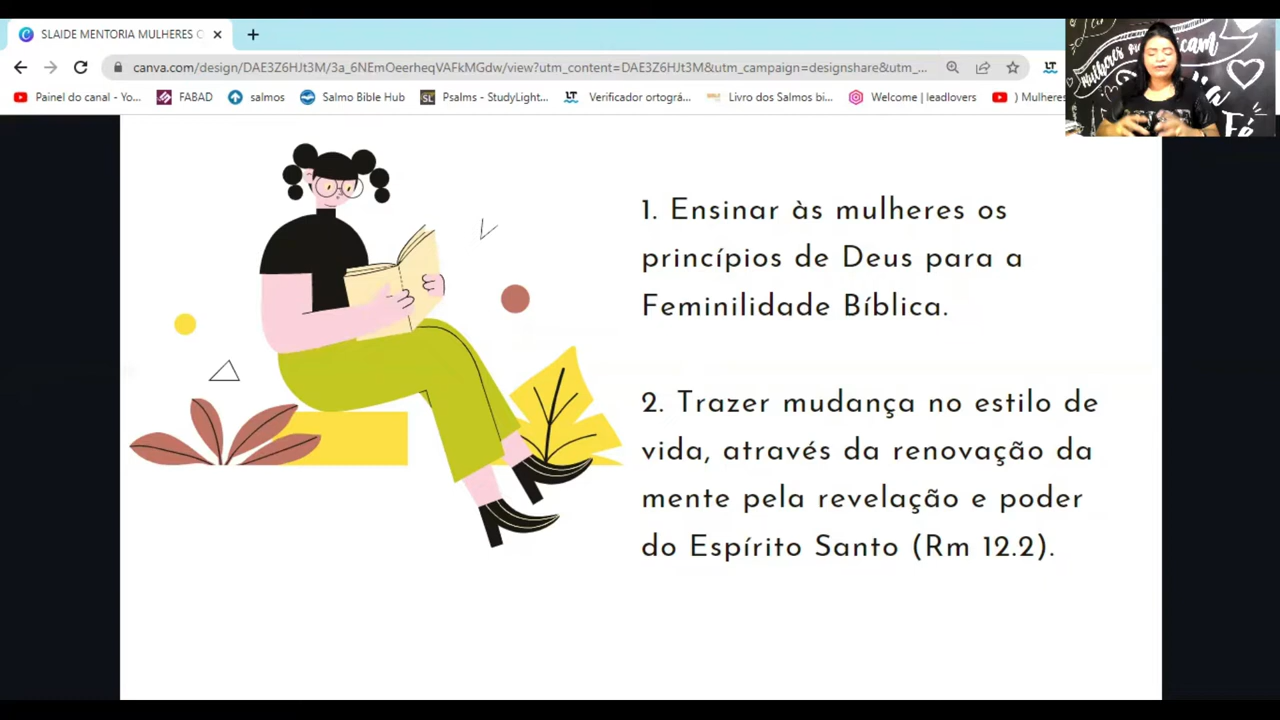 SLAIDE MENTORIA MULHERES
canva.com/design/DAE3Z6HJt3M/3a_6NEmOeerheqVAFvMGdw/view?utm_content=DAE3Z6HJt3M&utm_campaign=designshare&utm_...
Painel do canal - Yo...
FABAD
salmos
Salmo Bible Hub
Psalms - StudyLight...
Verificador ortográ...
Livro dos Salmos bi...
Welcome | leadlovers
) Mulheres
Fé
1. Ensinar às mulheres os
princípios de Deus para a
Feminilidade Bíblica.
2. Trazer mudança no estilo de
vida, através da renovação da
mente pela revelação e poder
do Espírito Santo (Rm 12.2).